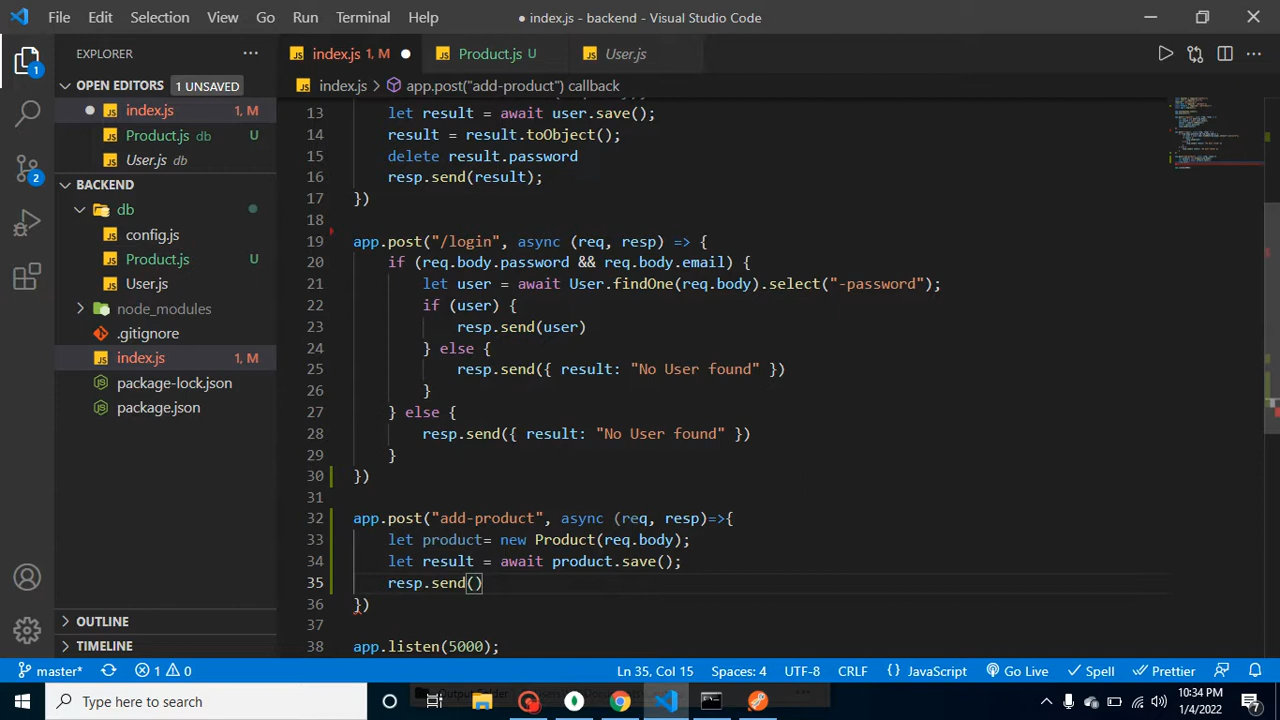 File Edit Selection View Go Run Terminal Help
● index.js - backend - Visual Studio Code
EXPLORER
index.js 1, M
Product.js U
User.js
OPEN EDITORS 1 UNSAVED
index.js > app.post("add-product") callback
index.js 1, M
Product.js db U
User.js db
BACKEND
db
config.js
Product.js U
User.js
node_modules
.gitignore
index.js 1, M
package-lock.json
package.json
OUTLINE
TIMELINE
1
2
13 let result = await user.save();
14 result = result.toObject();
15 delete result.password
16 resp.send(result);
17 })
18
19 app.post("/login", async (req, resp) => {
20 if (req.body.password && req.body.email) {
21 let user = await User.findOne(req.body).select("-password");
22 if (user) {
23 resp.send(user)
24 } else {
25 resp.send({ result: "No User found" })
26 }
27 } else {
28 resp.send({ result: "No User found" })
29 }
30 })
31
32 app.post("add-product", async (req, resp)=>{
33 let product= new Product(req.body);
34 let result = await product.save();
35 resp.send()
36 })
37
38 app.listen(5000);
master* 1 0 Ln 35, Col 15 Spaces: 4 UTF-8 CRLF { } JavaScript Go Live Spell Prettier
Type here to search
10:34 PM
1/4/2022
7